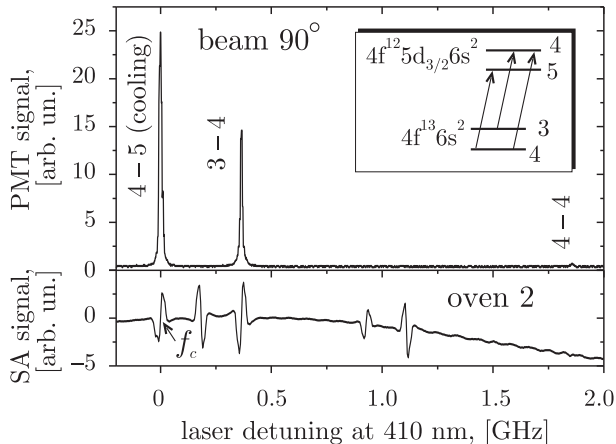 PMT signal,
[arb. un.]
25
20
15
10
5
0
beam 90°
4 – 5 (cooling)
3 – 4
4 – 4
4f¹²5d₃/₂6s²
4
5
4f¹³6s²
3
4
SA signal,
[arb. un.]
0
−5
f_c
oven 2
0
0.5
1.0
1.5
2.0
laser detuning at 410 nm, [GHz]